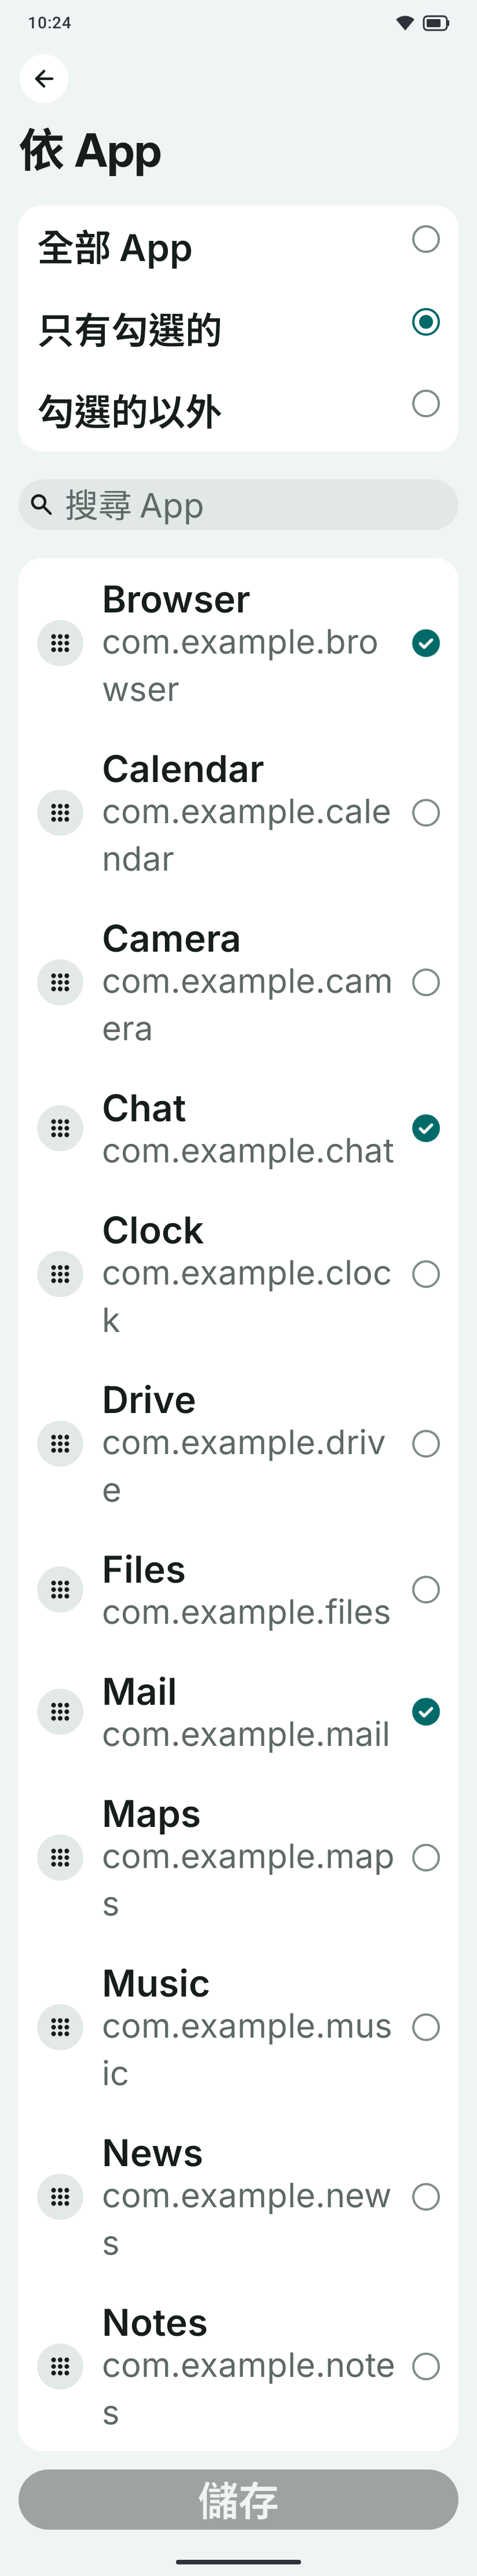 10:24
依 App
全部 App
只有勾選的
勾選的以外
搜尋 App
Browser
com.example.bro
wser
Calendar
com.example.cale
ndar
Camera
com.example.cam
era
Chat
com.example.chat
Clock
com.example.cloc
k
Drive
com.example.driv
e
Files
com.example.files
Mail
com.example.mail
Maps
com.example.map
s
Music
com.example.mus
ic
News
com.example.new
s
Notes
com.example.note
s
儲存